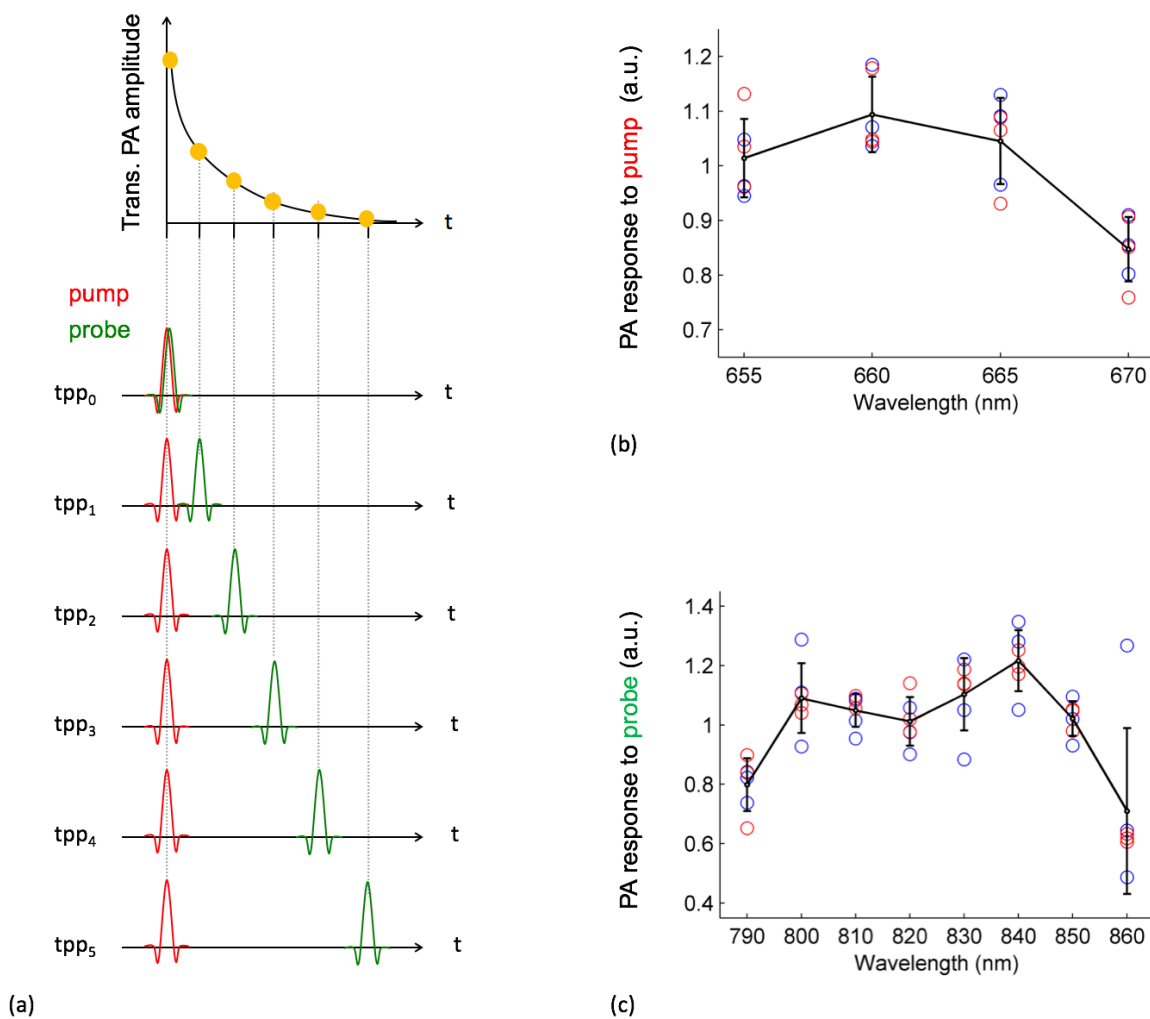 Trans. PA amplitude
t
pump
probe
tpp0
t
tpp1
t
tpp2
t
tpp3
t
tpp4
t
tpp5
t
(a)
PA response to pump (a.u.)
1.2
1.1
1
0.9
0.8
0.7
655 660 665 670
Wavelength (nm)
(b)
PA response to probe (a.u.)
1.4
1.2
1
0.8
0.6
0.4
790 800 810 820 830 840 850 860
Wavelength (nm)
(c)